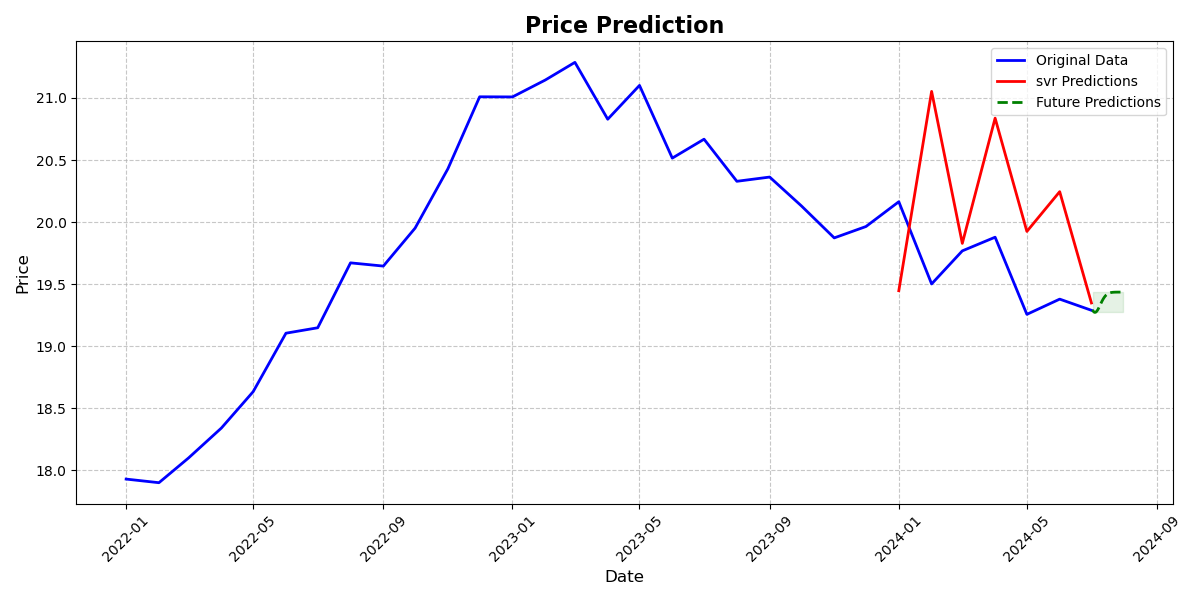 Price Prediction
Original Data
svr Predictions
Future Predictions
Price
21.0
20.5
20.0
19.5
19.0
18.5
18.0
2022-01
2022-05
2022-09
2023-01
2023-05
2023-09
2024-01
2024-05
2024-09
Date